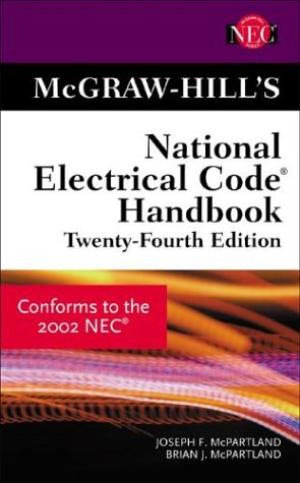 NEC
McGRAW-HILL'S
National
Electrical Code®
Handbook
Twenty-Fourth Edition
Conforms to the
2002 NEC®
JOSEPH F. McPARTLAND
BRIAN J. McPARTLAND